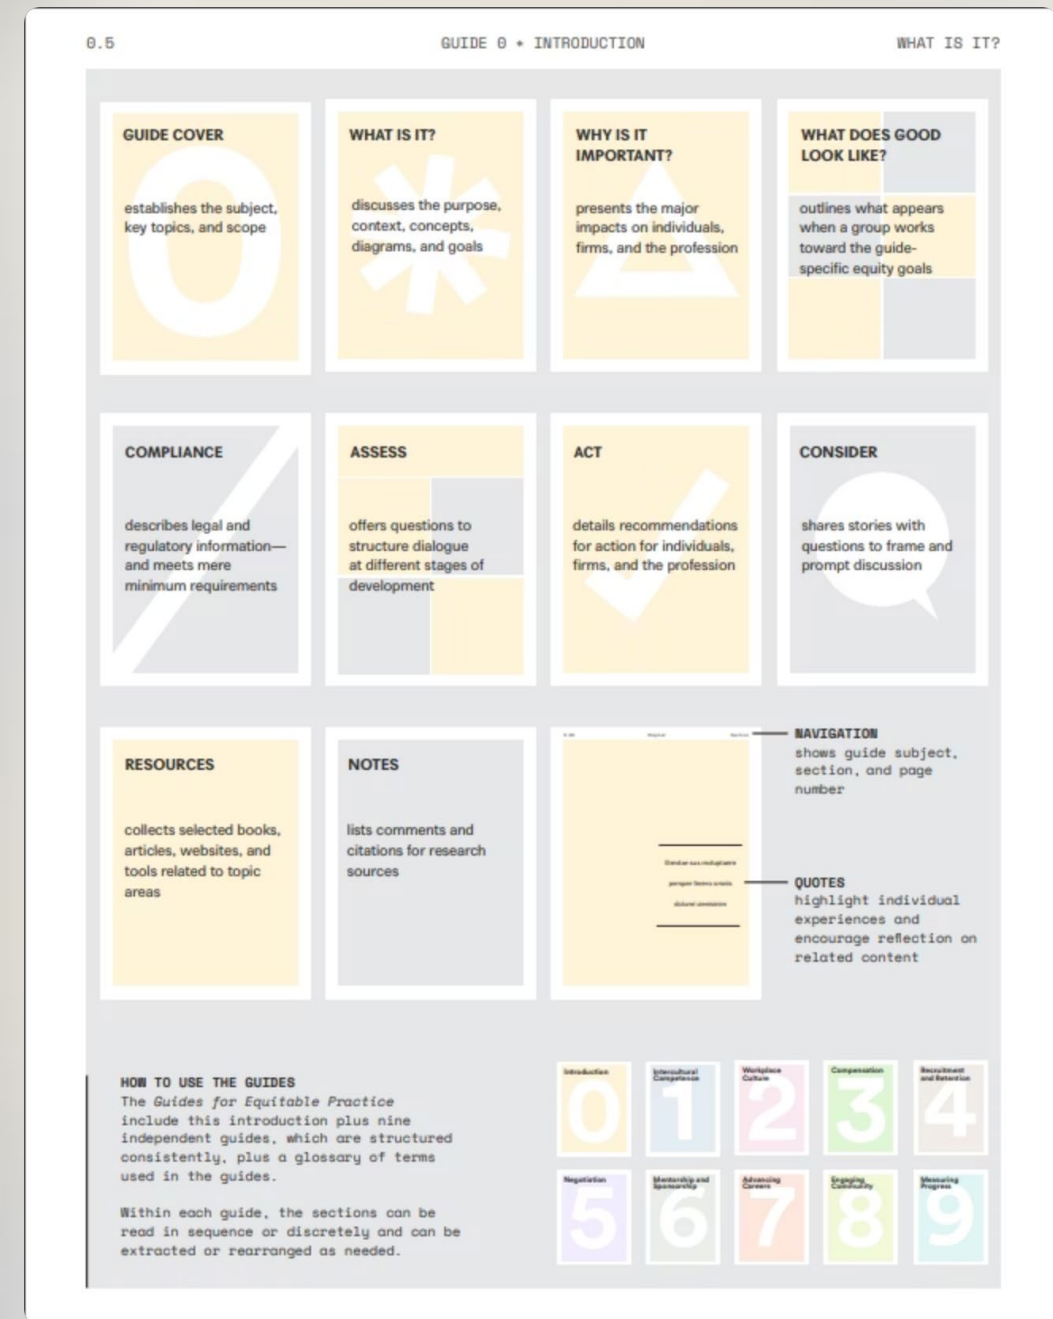 0.5
GUIDE 0 + INTRODUCTION
WHAT IS IT?
GUIDE COVER
establishes the subject,
key topics, and scope
WHAT IS IT?
discusses the purpose,
context, concepts,
diagrams, and goals
WHY IS IT
IMPORTANT?
presents the major
impacts on individuals,
firms, and the profession
WHAT DOES GOOD
LOOK LIKE?
outlines what appears
when a group works
toward the guide-
specific equity goals
COMPLIANCE
describes legal and
regulatory information—
and meets mere
minimum requirements
ASSESS
offers questions to
structure dialogue
at different stages of
development
ACT
details recommendations
for action for individuals,
firms, and the profession
CONSIDER
shares stories with
questions to frame and
prompt discussion
RESOURCES
collects selected books,
articles, websites, and
tools related to topic
areas
NOTES
lists comments and
citations for research
sources
NAVIGATION
shows guide subject,
section, and page
number
QUOTES
highlight individual
experiences and
encourage reflection on
related content
HOW TO USE THE GUIDES
The Guides for Equitable Practice
include this introduction plus nine
independent guides, which are structured
consistently, plus a glossary of terms
used in the guides.
Within each guide, the sections can be
read in sequence or discretely and can be
extracted or rearranged as needed.
Introduction
0
Intercultural
Competence
1
Workplace
Culture
2
Compensation
3
Recruitment
and Retention
4
Negotiation
5
Mentorship and
Sponsorship
6
Advancing
Careers
7
Engaging
Community
8
Measuring
Progress
9